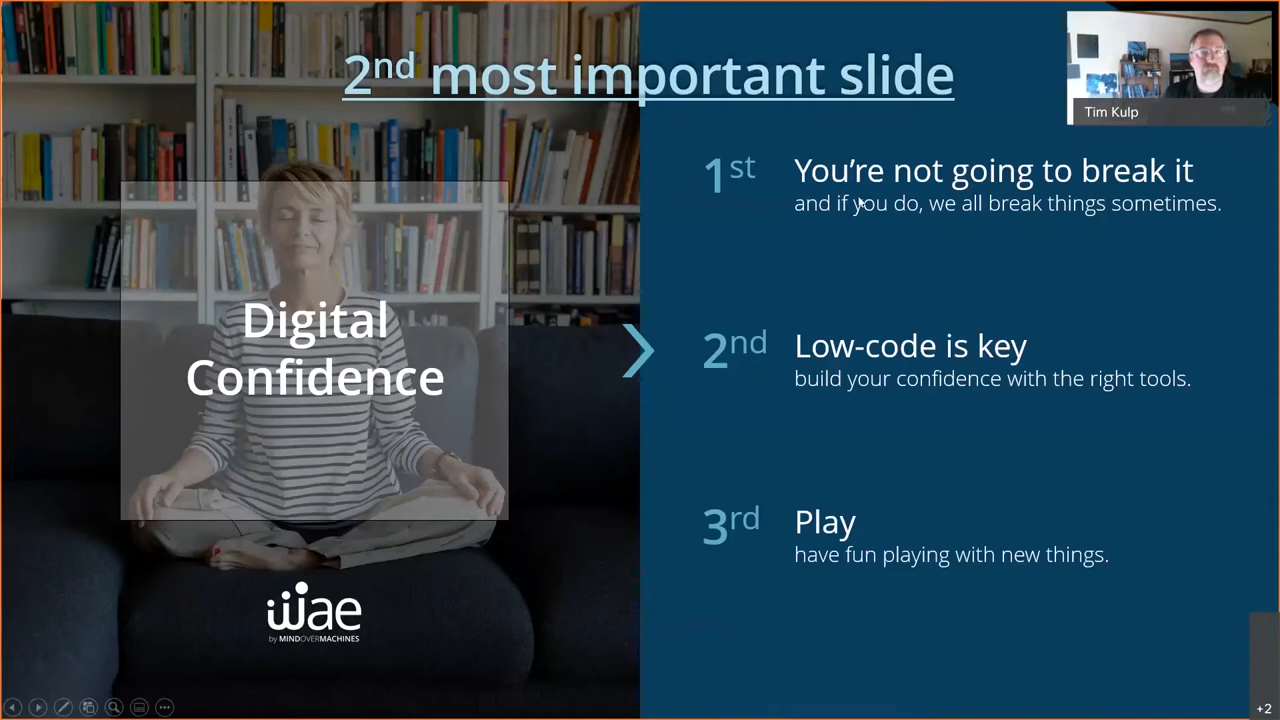 2nd most important slide
Tim Kulp
Digital
Confidence
1st
You're not going to break it
and if you do, we all break things sometimes.
2nd
Low-code is key
build your confidence with the right tools.
3rd
Play
have fun playing with new things.
wae
by MINDOVERMACHINES
+2